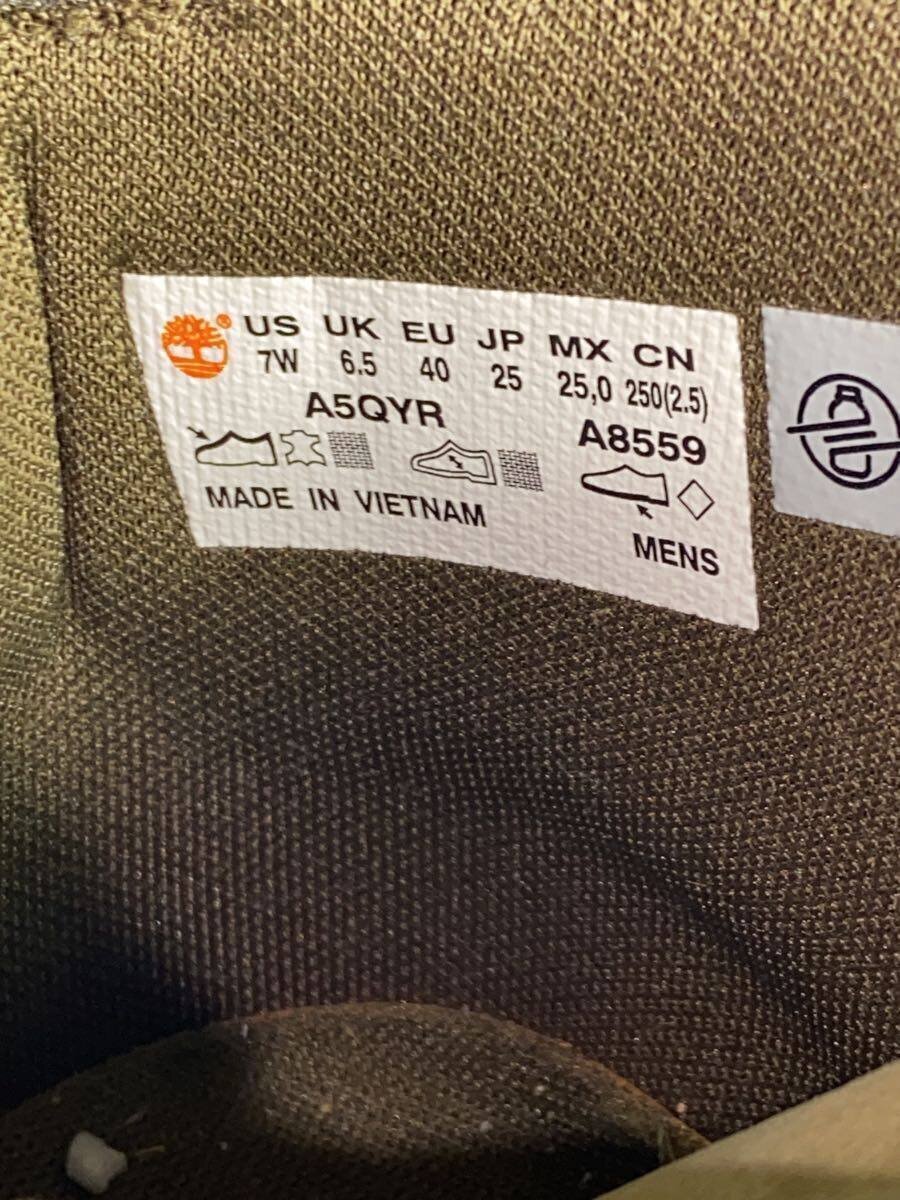 ® US UK EU JP MX CN
7W 6.5 40 25 25,0 250(2.5)
A5QYR A8559
MADE IN VIETNAM
MENS